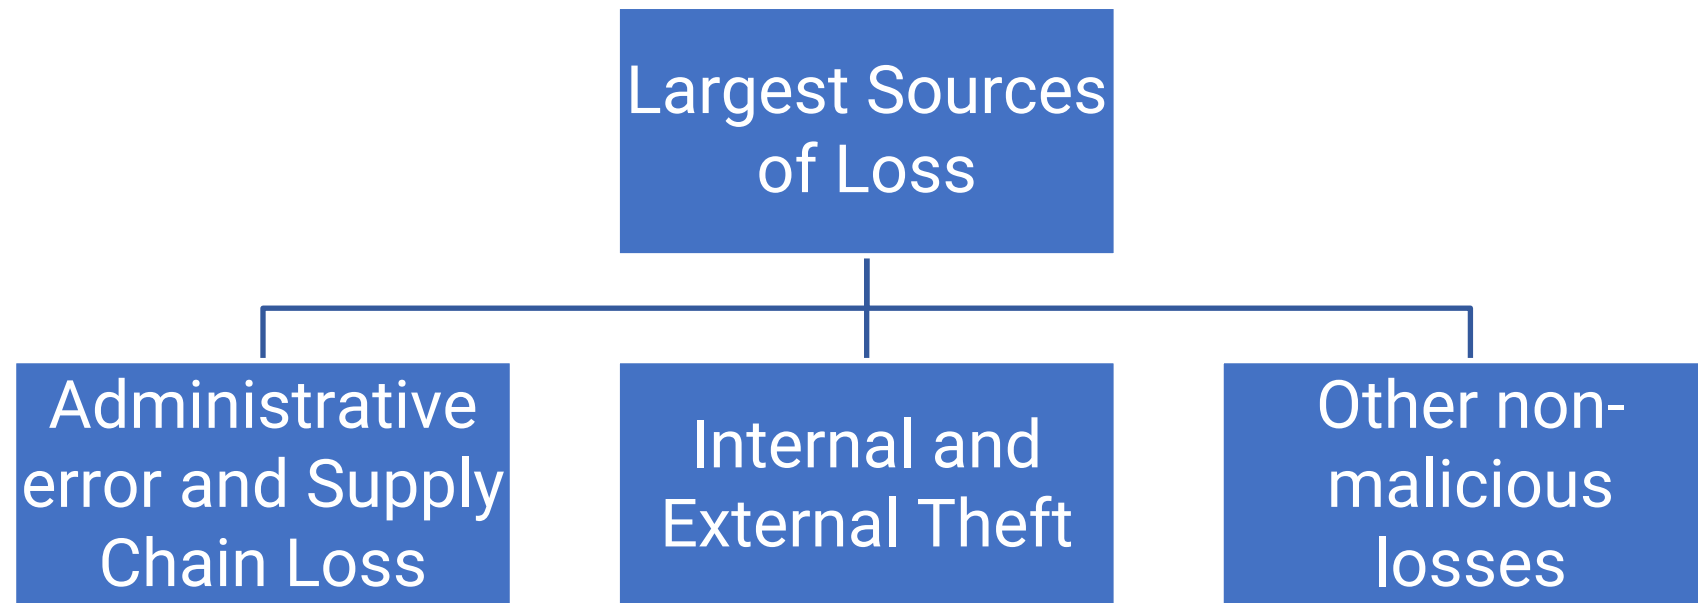 Largest Sources
of Loss
Administrative
error and Supply
Chain Loss
Internal and
External Theft
Other non-
malicious
losses